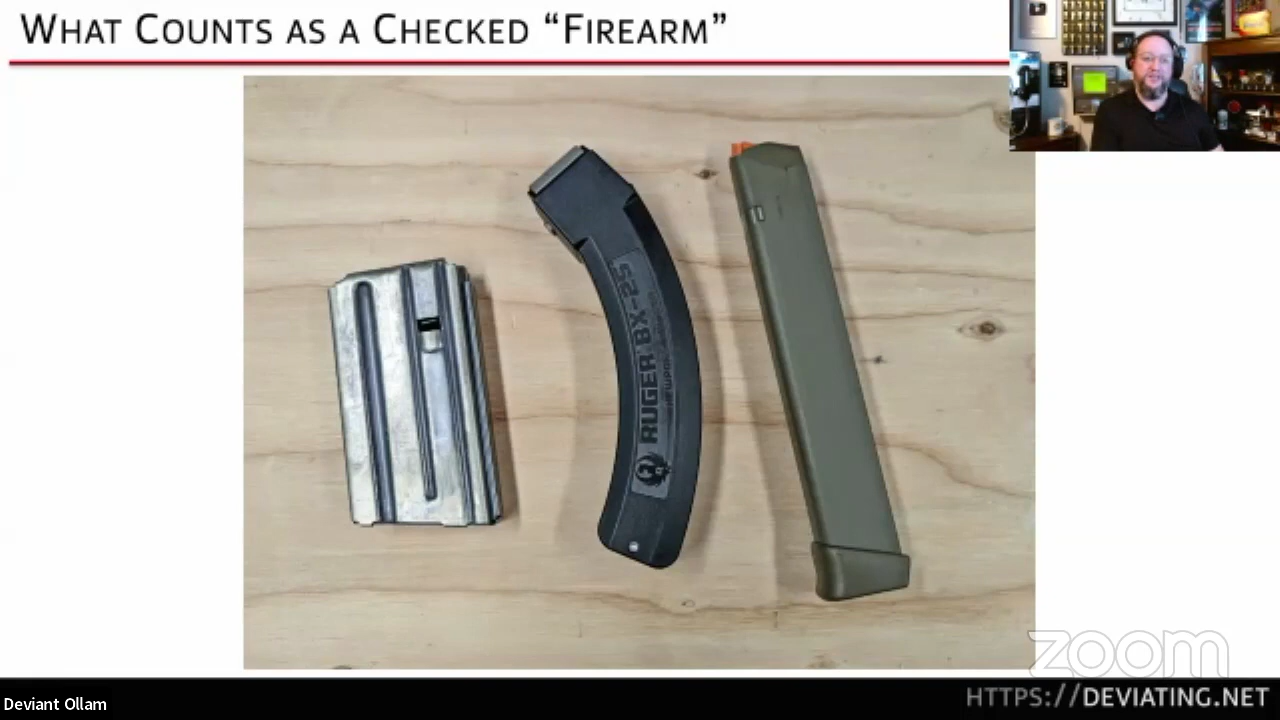 WHAT COUNTS AS A CHECKED “FIREARM”
RUGER BX-25
zoom
Deviant Ollam
HTTPS://DEVIATING.NET